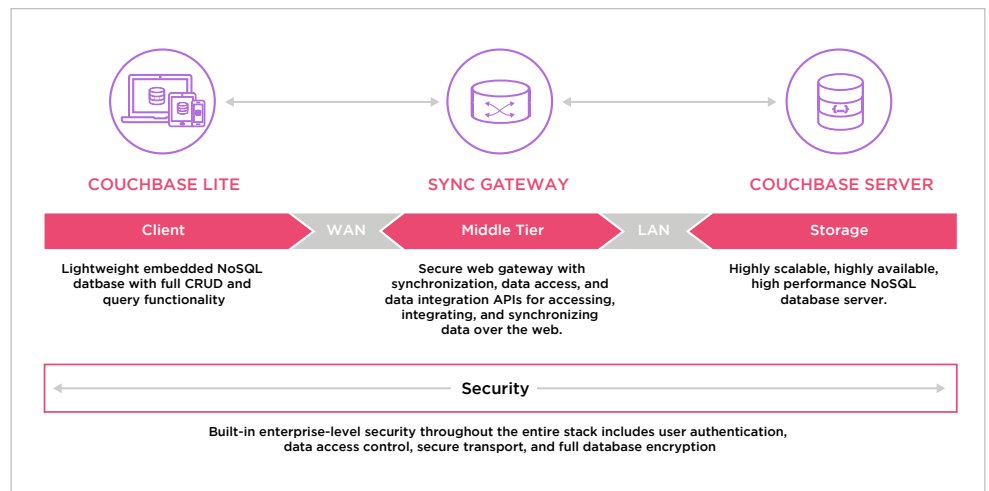 COUCHBASE LITE
SYNC GATEWAY
COUCHBASE SERVER
Client
WAN
Middle Tier
LAN
Storage
Lightweight embedded NoSQL
datbase with full CRUD and
query functionality
Secure web gateway with
synchronization, data access, and
data integration APIs for accessing,
integrating, and synchronizing
data over the web.
Highly scalable, highly available,
high performance NoSQL
database server.
Security
Built-in enterprise-level security throughout the entire stack includes user authentication,
data access control, secure transport, and full database encryption